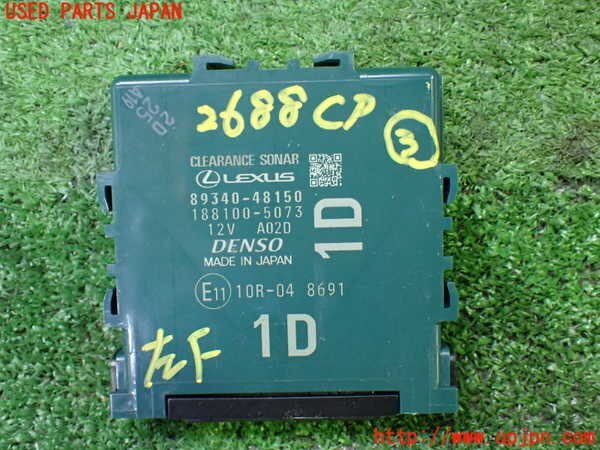 USED PARTS JAPAN
2688CP
3
CLEARANCE SONAR
LEXUS
89340-48150
188100-5073
12V A02D
DENSO
MADE IN JAPAN
1D
E11 10R-04 8691
1D
左F
http://www.upjpn.com